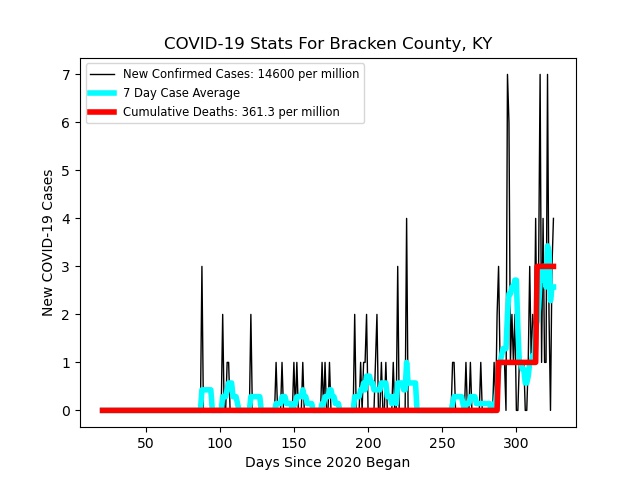 COVID-19 Stats For Bracken County, KY
New Confirmed Cases: 14600 per million
7 Day Case Average
Cumulative Deaths: 361.3 per million
New COVID-19 Cases
7
6
5
4
3
2
1
0
50
100
150
200
250
300
Days Since 2020 Began